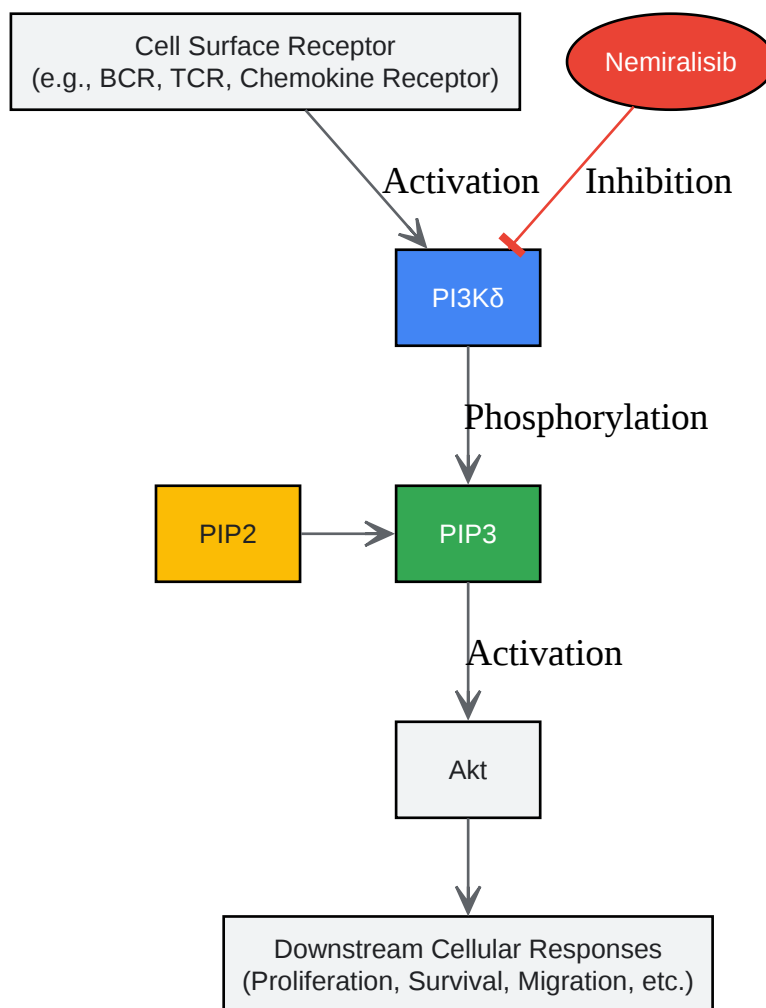 Cell Surface Receptor
(e.g., BCR, TCR, Chemokine Receptor)
Nemiralisib
Activation
Inhibition
PI3Kδ
Phosphorylation
PIP2
PIP3
Activation
Akt
Downstream Cellular Responses
(Proliferation, Survival, Migration, etc.)